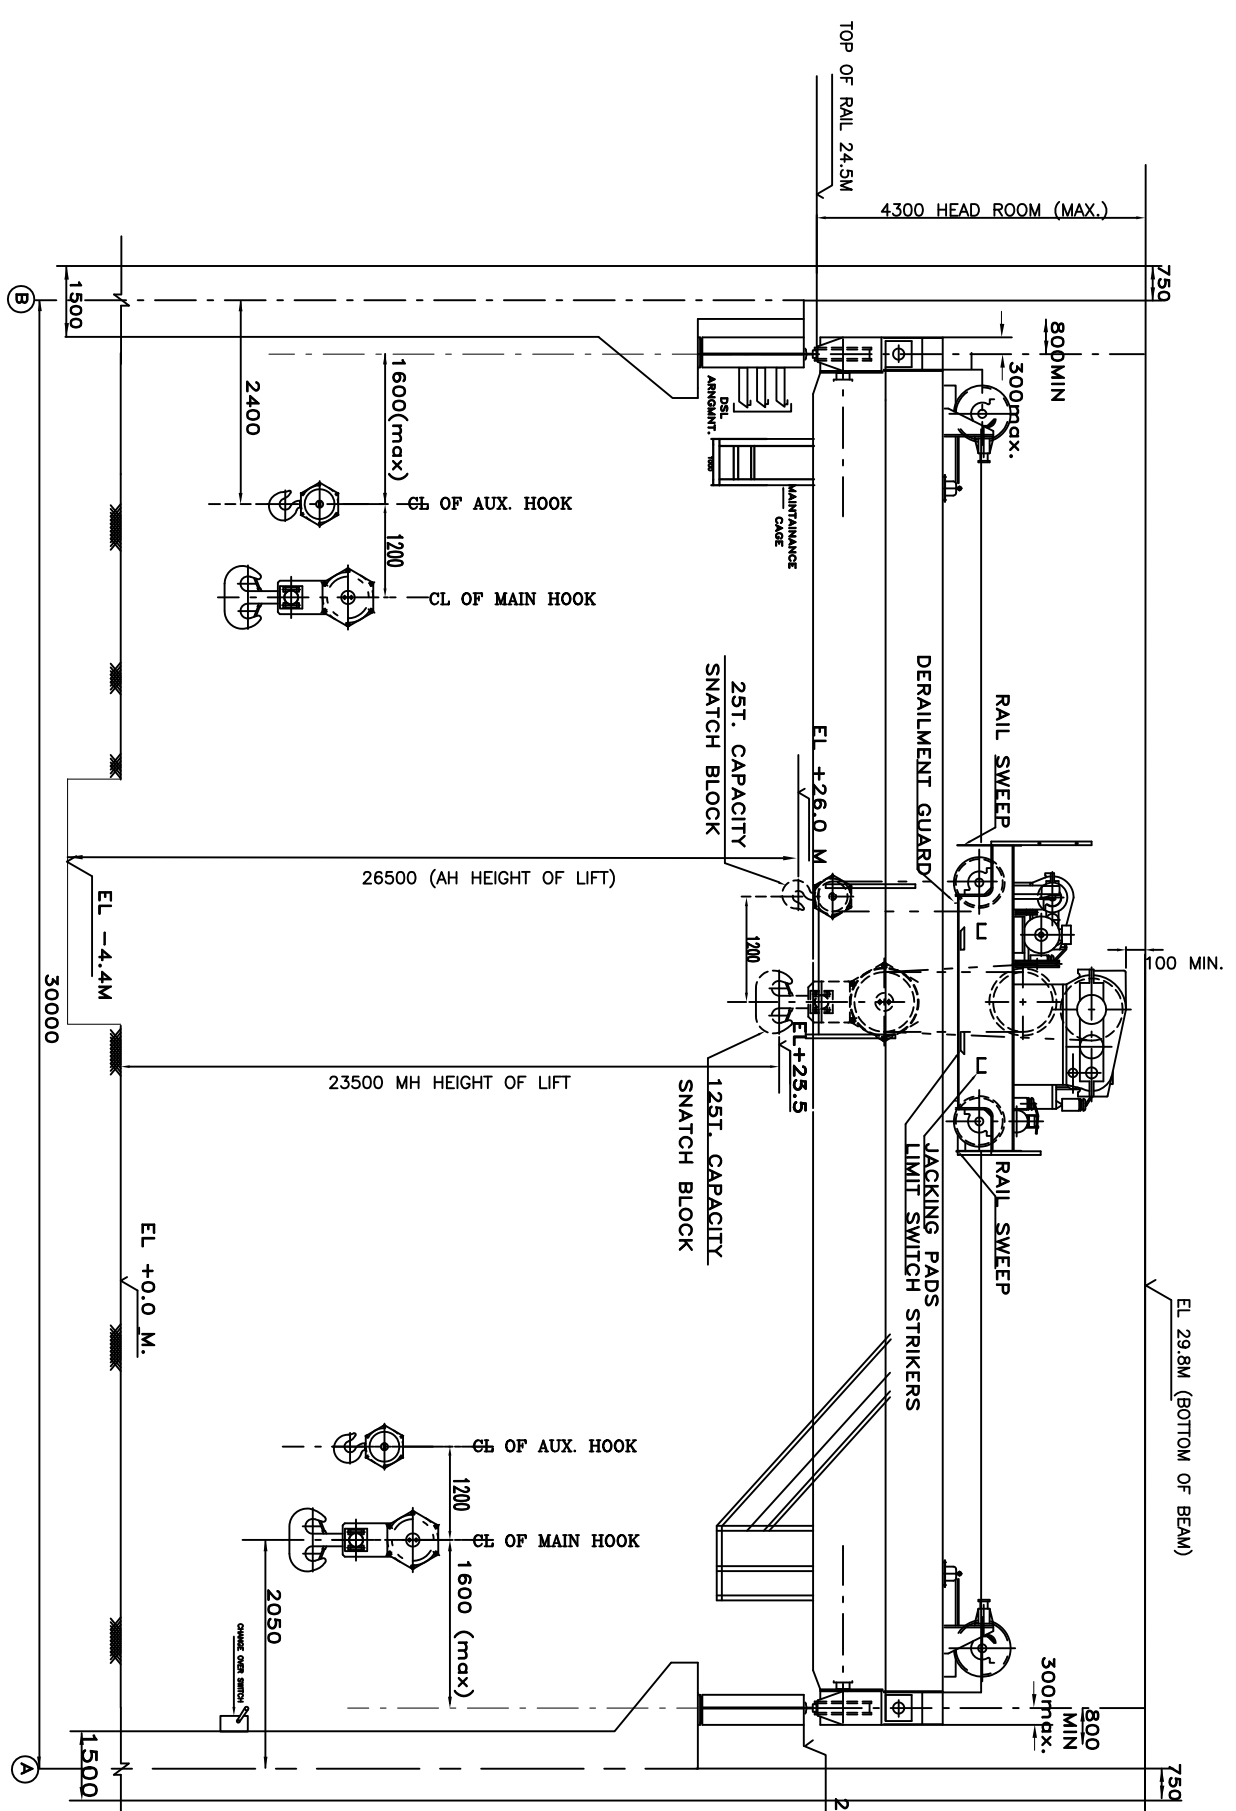 TOP OF RAIL 24.5M
4300 HEAD ROOM (MAX.)
750
1500
B
800MIN
300max.
1600(max)
2400
DSL
ARNGMNT.
1000
MAINTAINANCE
CAGE
CL OF AUX. HOOK
1200
CL OF MAIN HOOK
25T. CAPACITY
SNATCH BLOCK
EL +26.0 M
DERAILMENT GUARD
RAIL SWEEP
26500 (AH HEIGHT OF LIFT)
EL -4.4M
30000
1200
100 MIN.
EL+23.5
23500 MH HEIGHT OF LIFT
125T. CAPACITY
SNATCH BLOCK
JACKING PADS
LIMIT SWITCH STRIKERS
RAIL SWEEP
EL +0.0 M.
EL 29.8M (BOTTOM OF BEAM)
CL OF AUX. HOOK
1200
CL OF MAIN HOOK
1600 (max)
2050
CHANGE OVER SWITCH
300max.
800
MIN
1500
750
A
2